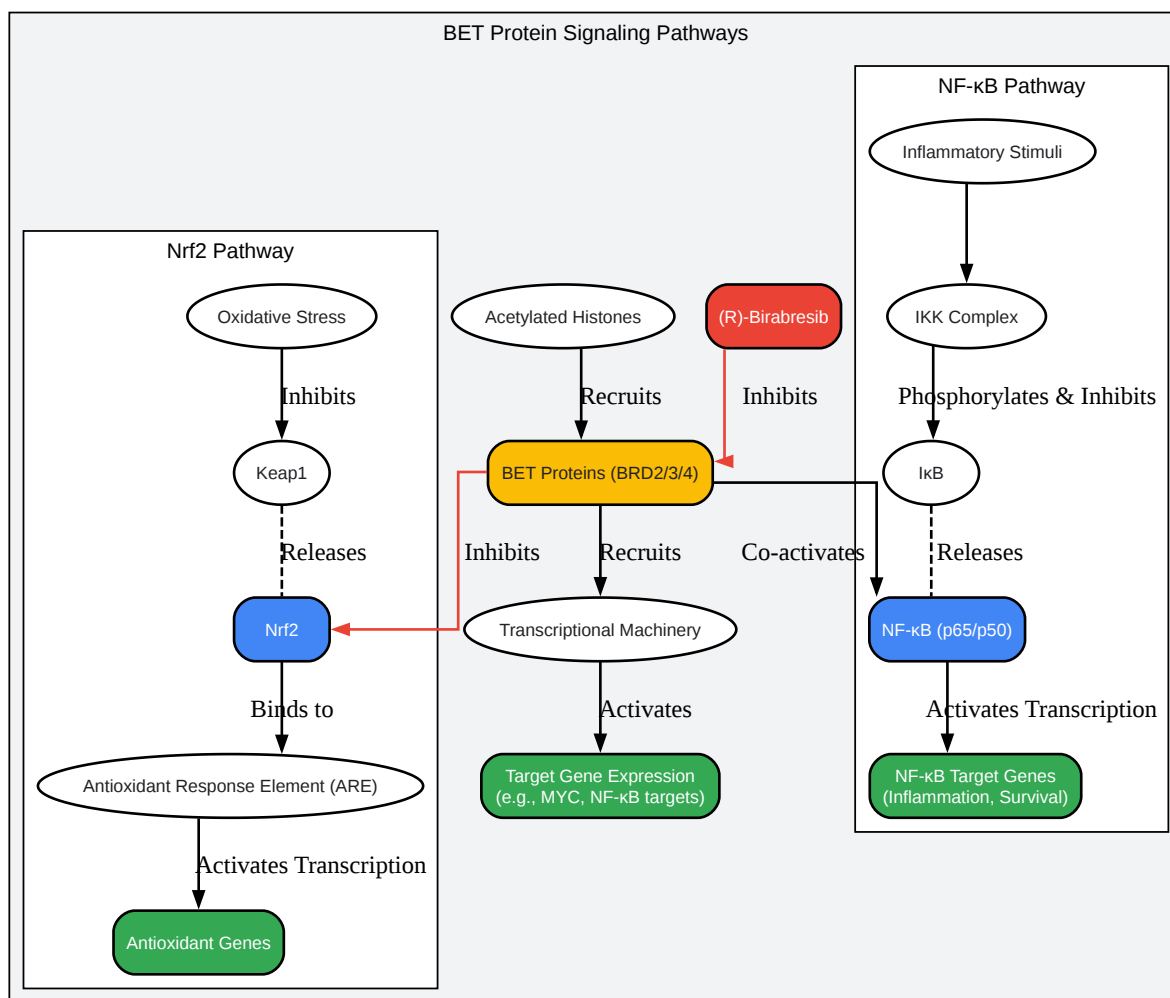 BET Protein Signaling Pathways
NF-κB Pathway
Inflammatory Stimuli
Nrf2 Pathway
Oxidative Stress
Acetylated Histones
(R)-Birabresib
IKK Complex
Inhibits
Recruits
Inhibits
Phosphorylates & Inhibits
Keap1
BET Proteins (BRD2/3/4)
IκB
Releases
Inhibits
Recruits
Co-activates
Releases
Nrf2
Transcriptional Machinery
NF-κB (p65/p50)
Binds to
Activates
Activates Transcription
Antioxidant Response Element (ARE)
Target Gene Expression
(e.g., MYC, NF-κB targets)
NF-κB Target Genes
(Inflammation, Survival)
Activates Transcription
Antioxidant Genes